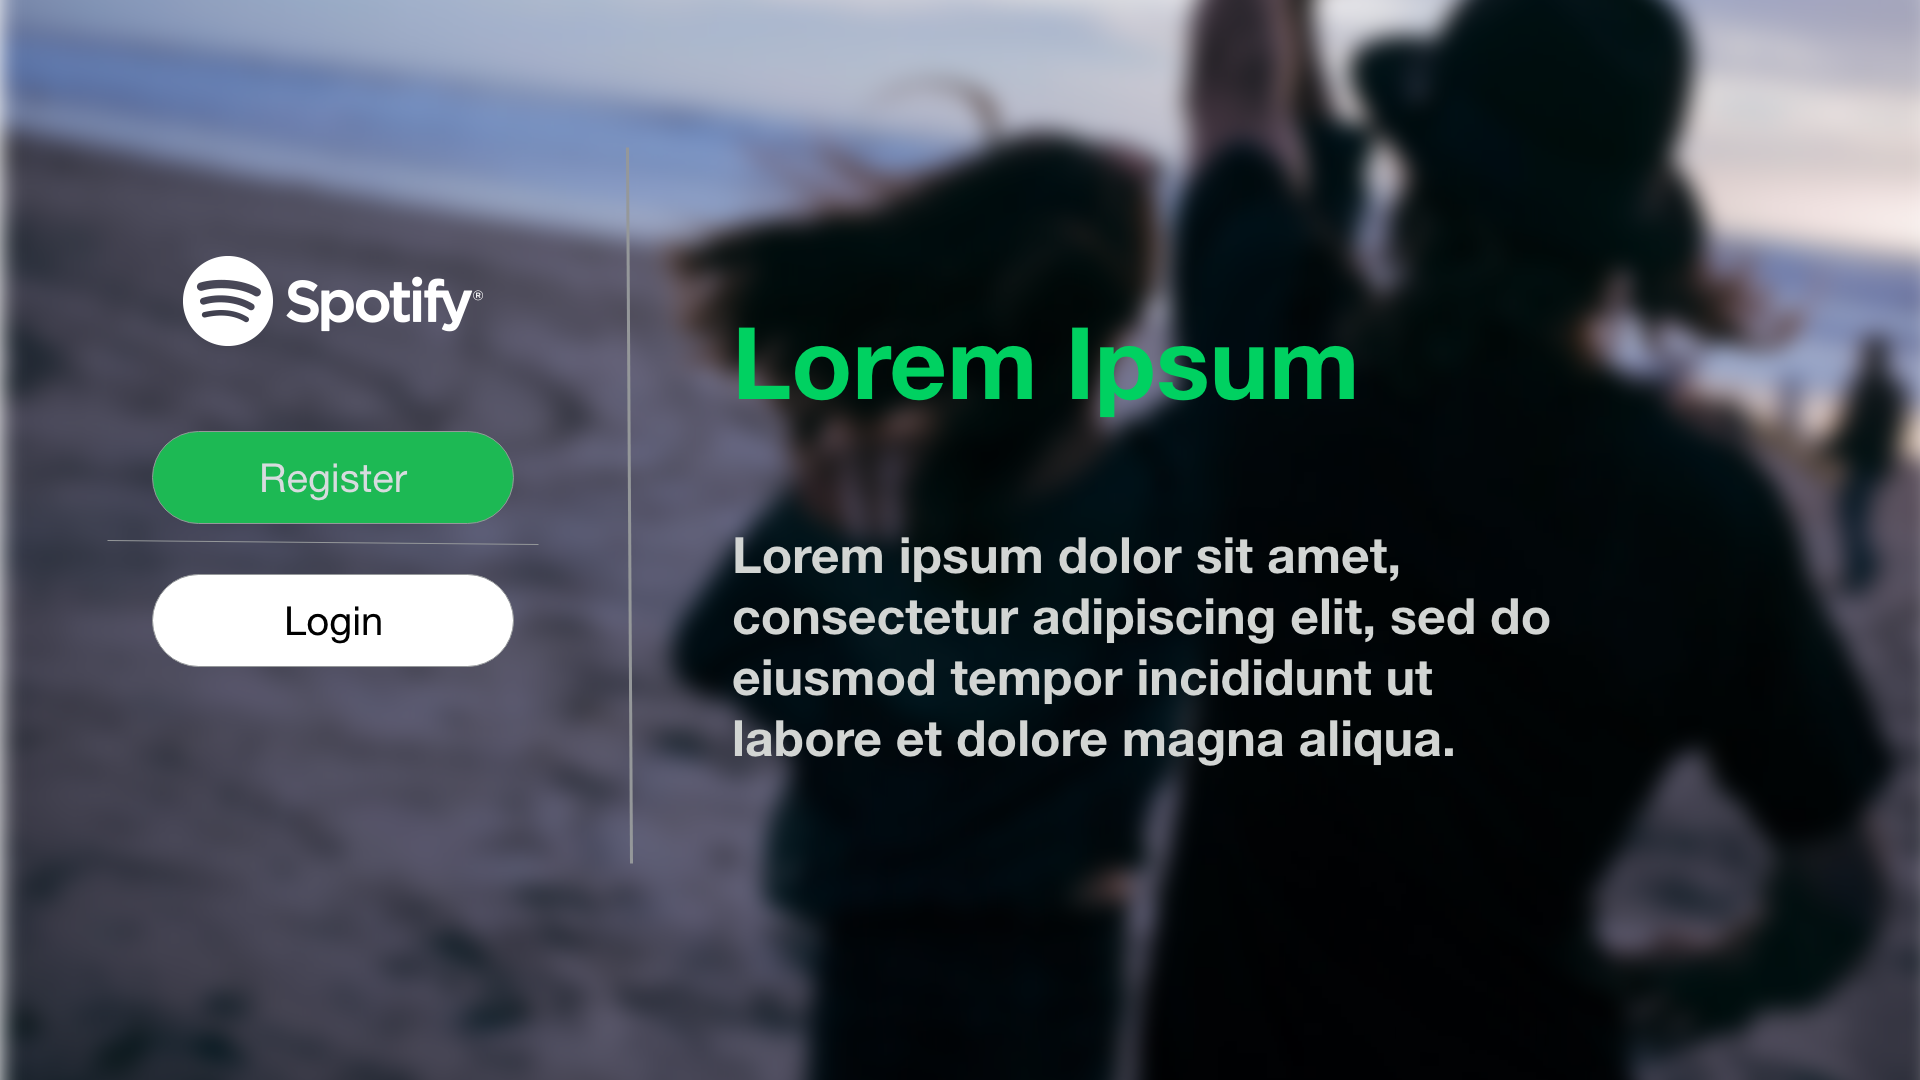 Spotify®
Register
Login
Lorem Ipsum
Lorem ipsum dolor sit amet,
consectetur adipiscing elit, sed do
eiusmod tempor incididunt ut
labore et dolore magna aliqua.